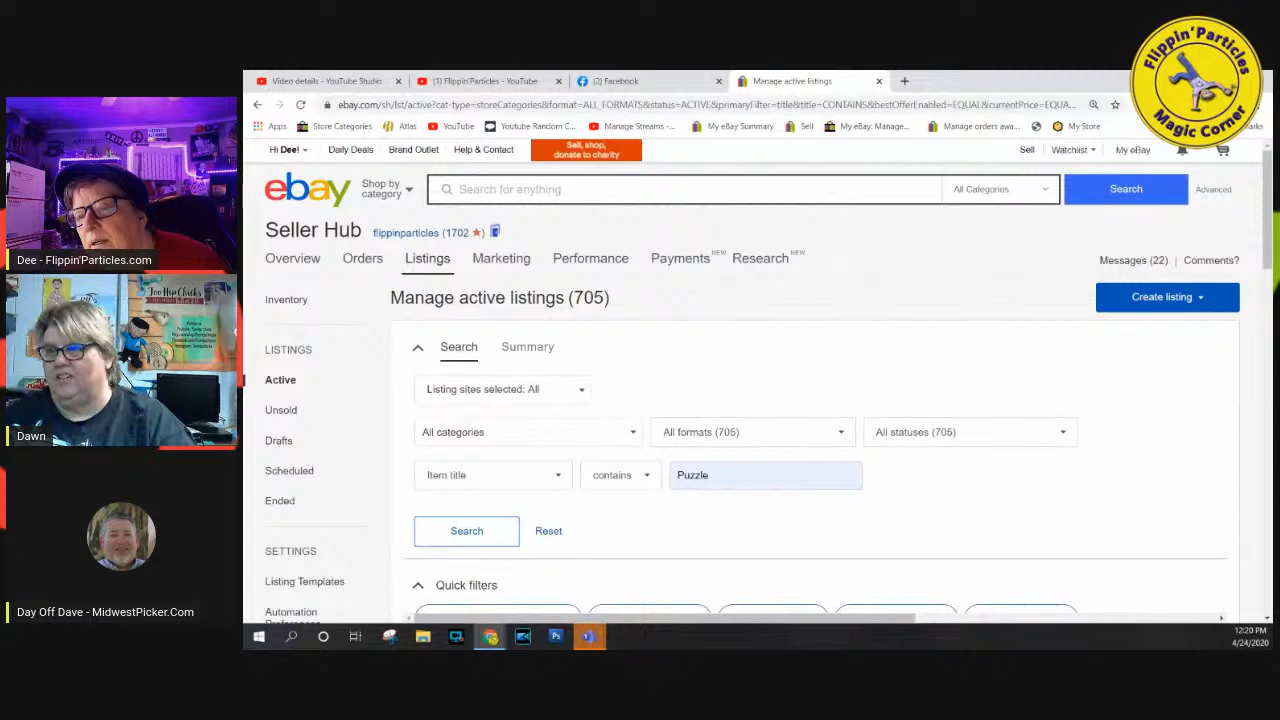 Flippin'Particles
Magic Corner
Video details - YouTube Studio
(1) Flippin'Particles - YouTube
(2) Facebook
Manage active listings
ebay.com/sh/lst/active?cat-type=storeCategories&format=ALL_FORMATS&status=ACTIVE&primaryFilter=title&title=CONTAINS&bestOfferEnabled=EQUAL&currentPrice=EQUA...
Apps
Store Categories
Atlas
YouTube
Youtube Random C...
Manage Streams -...
My eBay Summary
Sell
My eBay: Manage...
Manage orders awa...
My Store
Hi Dee!
Daily Deals
Brand Outlet
Help & Contact
Sell, shop,
donate to charity
Sell
Watchlist
My eBay
ebay
Shop by
category
Search for anything
All Categories
Search
Advanced
Seller Hub
flippinparticles (1702 ★)
Overview
Orders
Listings
Marketing
Performance
Payments NEW
Research NEW
Messages (22) | Comments?
Inventory
Manage active listings (705)
Create listing
LISTINGS
Active
Unsold
Drafts
Scheduled
Ended
SETTINGS
Listing Templates
Automation
Search
Summary
Listing sites selected: All
All categories
All formats (705)
All statuses (705)
Item title
contains
Puzzle
Search
Reset
Quick filters
12:20 PM
4/24/2020
Dee - Flippin'Particles.com
Too Hip Chicks
Dawn
Day Off Dave - MidwestPicker.Com